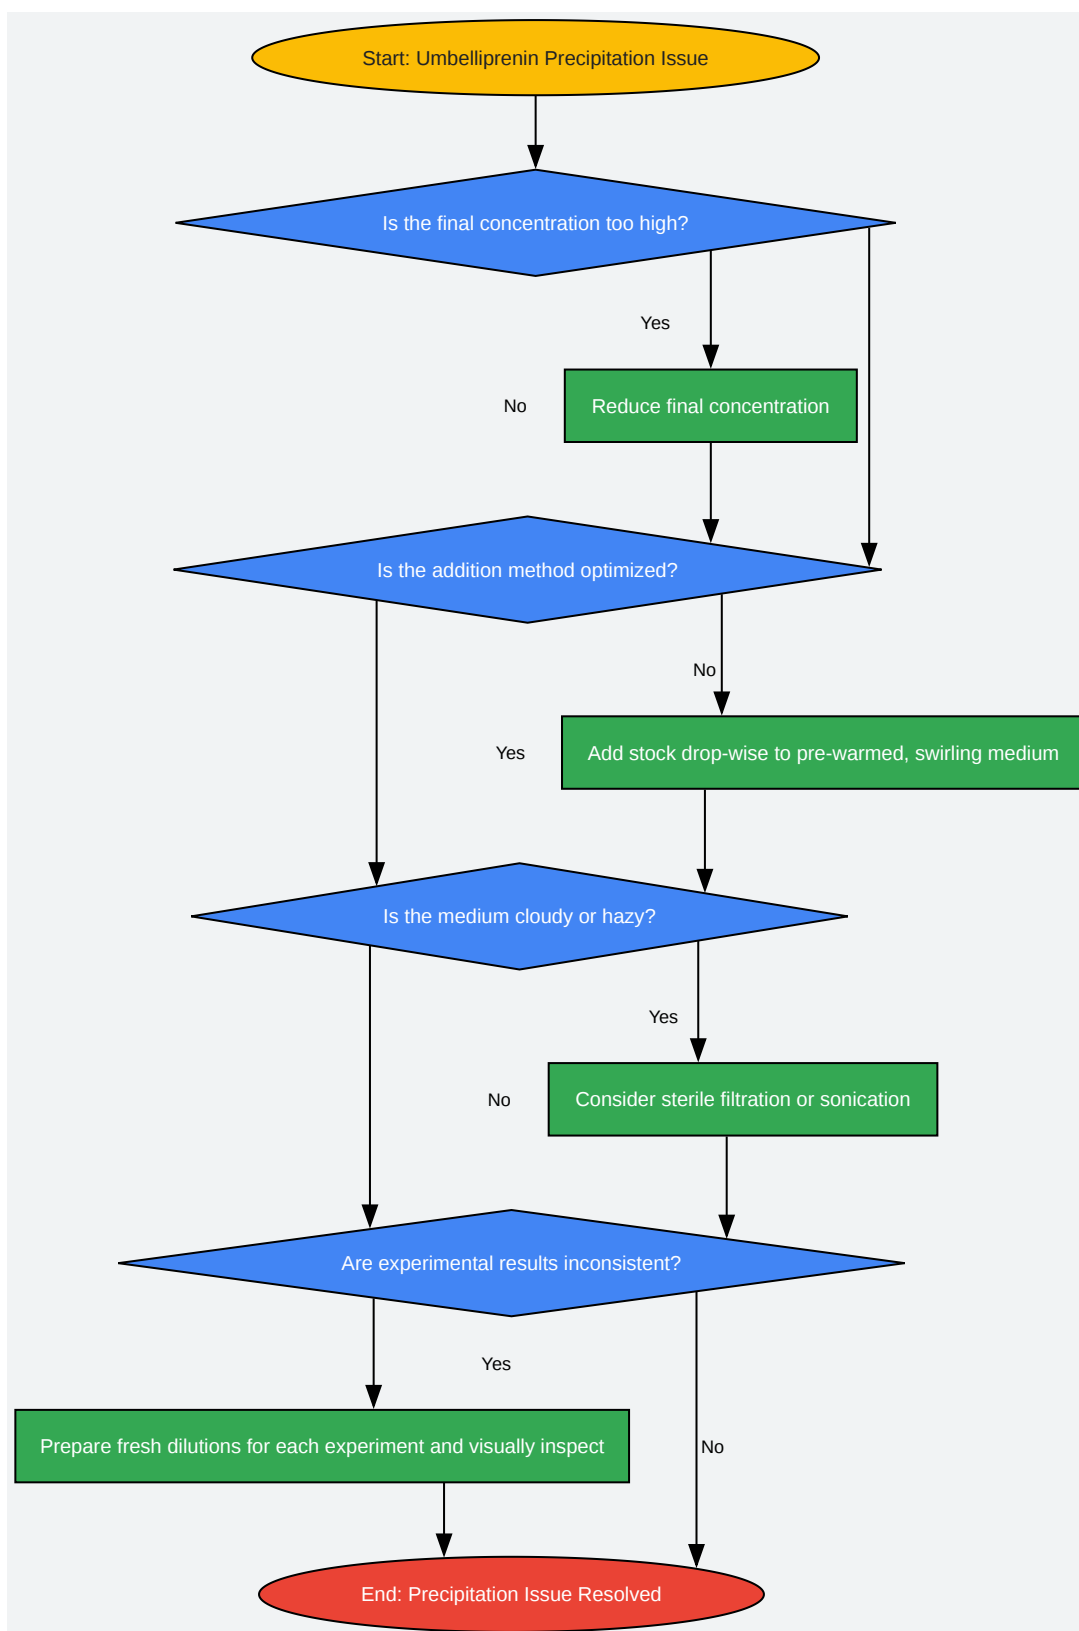 Start: Umbelliprenin Precipitation Issue
Is the final concentration too high?
Yes
No
Reduce final concentration
Is the addition method optimized?
No
Yes
Add stock drop-wise to pre-warmed, swirling medium
Is the medium cloudy or hazy?
Yes
No
Consider sterile filtration or sonication
Are experimental results inconsistent?
Yes
Prepare fresh dilutions for each experiment and visually inspect
No
End: Precipitation Issue Resolved